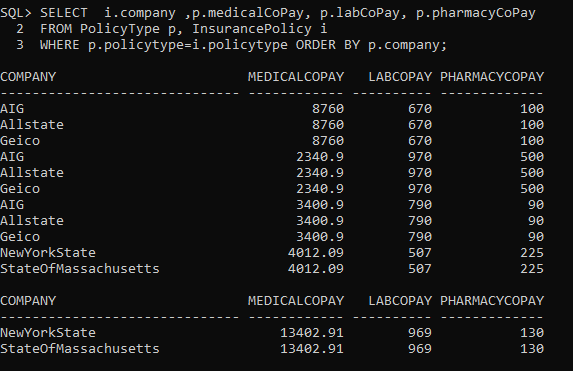 SQL> SELECT  i.company ,p.medicalCoPay, p.labCoPay, p.pharmacyCoPay
  2  FROM PolicyType p, InsurancePolicy i
  3  WHERE p.policytype=i.policytype ORDER BY p.company;

COMPANY                        MEDICALCOPAY   LABCOPAY PHARMACYCOPAY
------------------------------ ------------ ---------- -------------
AIG                                    8760        670           100
Allstate                               8760        670           100
Geico                                  8760        670           100
AIG                                  2340.9        970           500
Allstate                             2340.9        970           500
Geico                                2340.9        970           500
AIG                                  3400.9        790            90
Allstate                             3400.9        790            90
Geico                                3400.9        790            90
NewYorkState                        4012.09        507           225
StateOfMassachusetts                4012.09        507           225

COMPANY                        MEDICALCOPAY   LABCOPAY PHARMACYCOPAY
------------------------------ ------------ ---------- -------------
NewYorkState                       13402.91        969           130
StateOfMassachusetts               13402.91        969           130